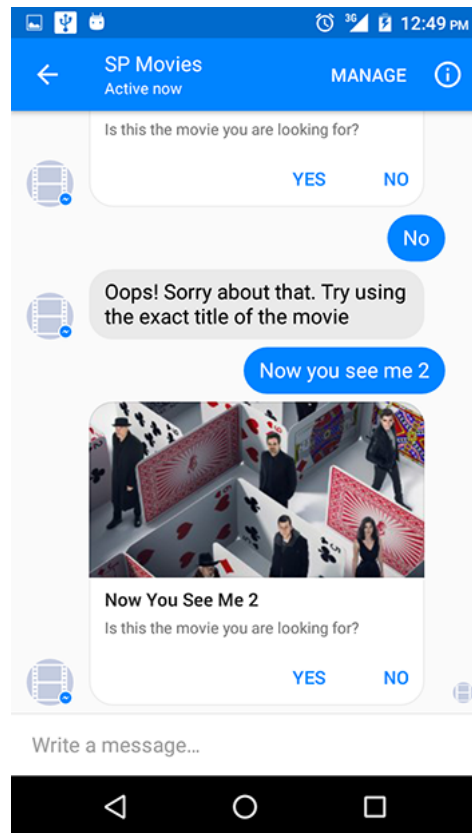 3G 12:49 PM
SP Movies
Active now
MANAGE
Is this the movie you are looking for?
YES NO
No
Oops! Sorry about that. Try using
the exact title of the movie
Now you see me 2
Now You See Me 2
Is this the movie you are looking for?
YES NO
Write a message...